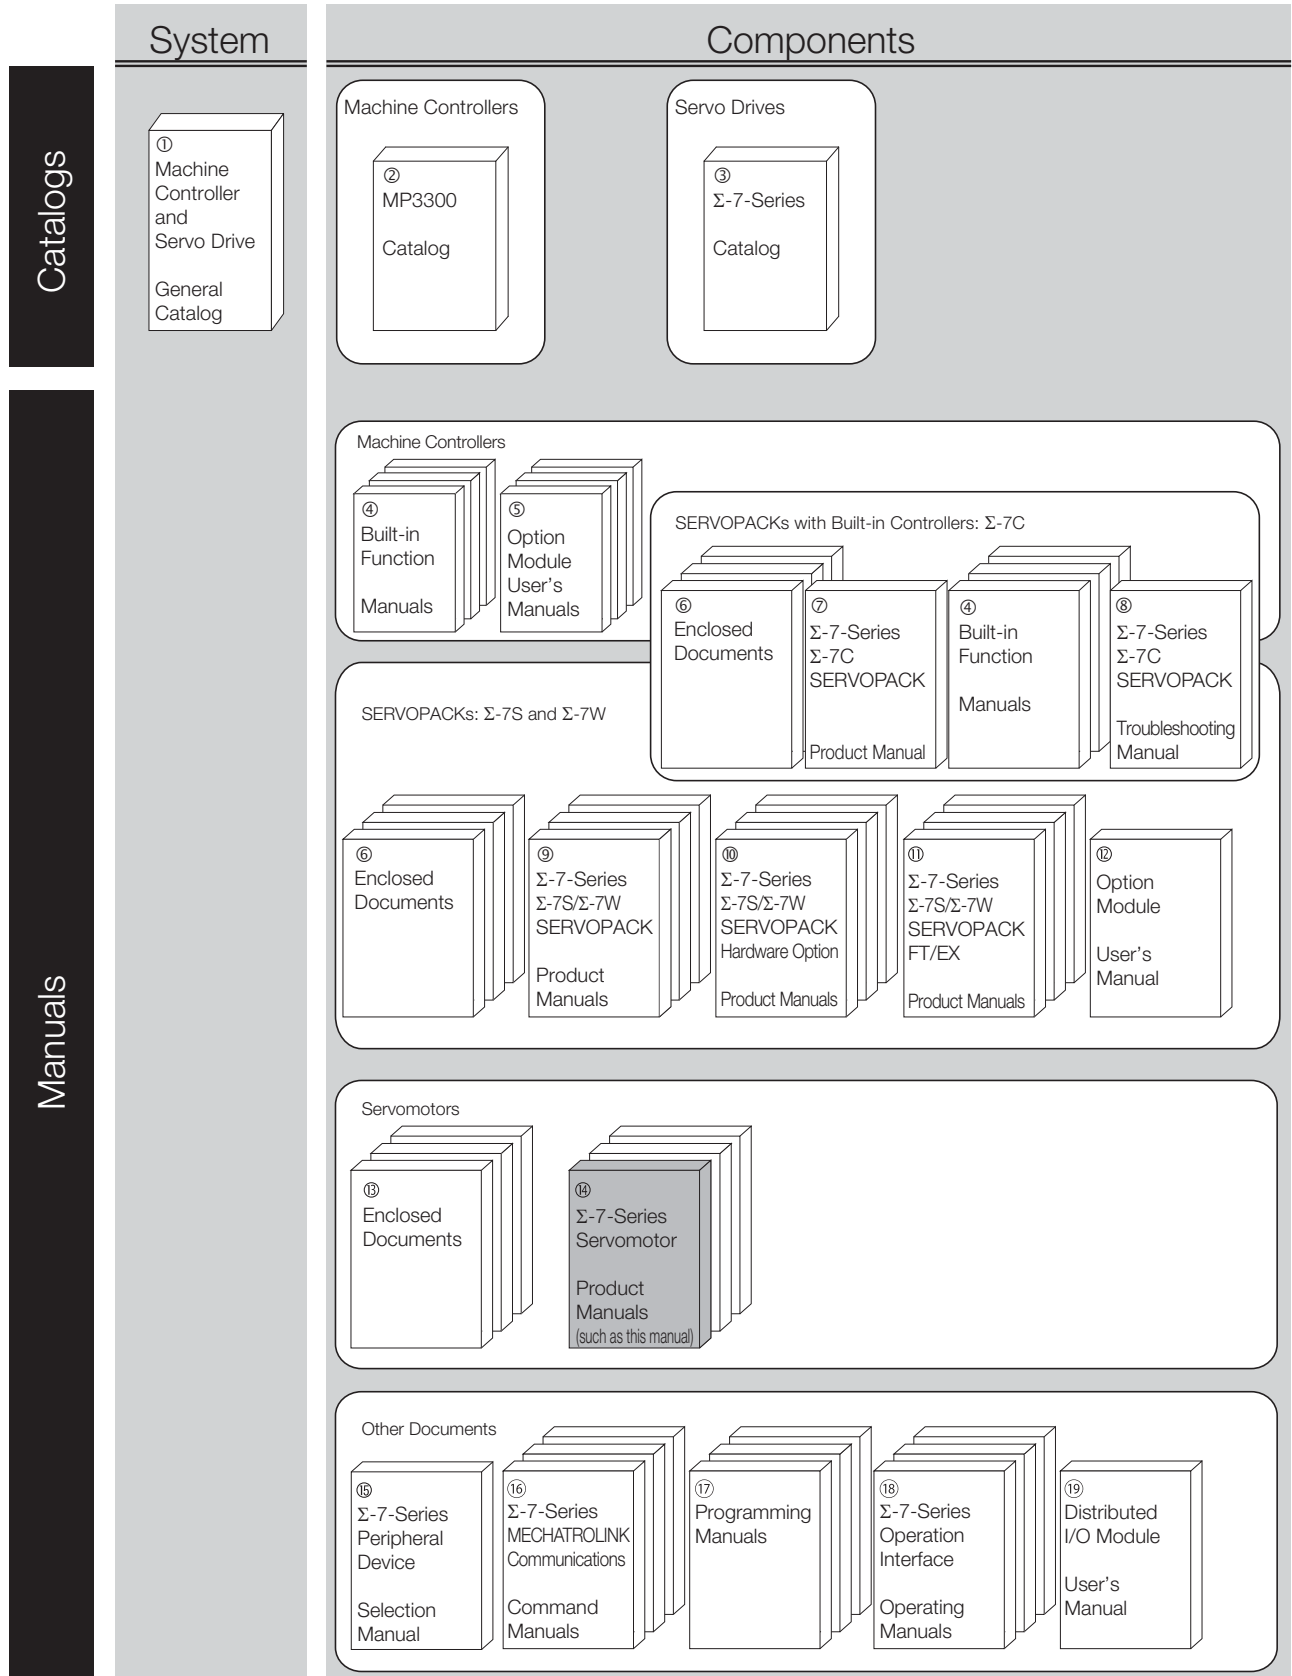 System
Components
Catalogs
①
Machine
Controller
and
Servo Drive
General
Catalog
Machine Controllers
②
MP3300
Catalog
Servo Drives
③
Σ-7-Series
Catalog
Manuals
Machine Controllers
④
Built-in
Function
Manuals
⑤
Option
Module
User's
Manuals
SERVOPACKs with Built-in Controllers: Σ-7C
⑥
Enclosed
Documents
⑦
Σ-7-Series
Σ-7C
SERVOPACK
Product Manual
④
Built-in
Function
Manuals
⑧
Σ-7-Series
Σ-7C
SERVOPACK
Troubleshooting
Manual
SERVOPACKs: Σ-7S and Σ-7W
⑥
Enclosed
Documents
⑨
Σ-7-Series
Σ-7S/Σ-7W
SERVOPACK
Product
Manuals
⑩
Σ-7-Series
Σ-7S/Σ-7W
SERVOPACK
Hardware Option
Product Manuals
⑪
Σ-7-Series
Σ-7S/Σ-7W
SERVOPACK
FT/EX
Product Manuals
⑫
Option
Module
User's
Manual
Servomotors
⑬
Enclosed
Documents
⑭
Σ-7-Series
Servomotor
Product
Manuals
(such as this manual)
Other Documents
⑮
Σ-7-Series
Peripheral
Device
Selection
Manual
⑯
Σ-7-Series
MECHATROLINK
Communications
Command
Manuals
⑰
Programming
Manuals
⑱
Σ-7-Series
Operation
Interface
Operating
Manuals
⑲
Distributed
I/O Module
User's
Manual